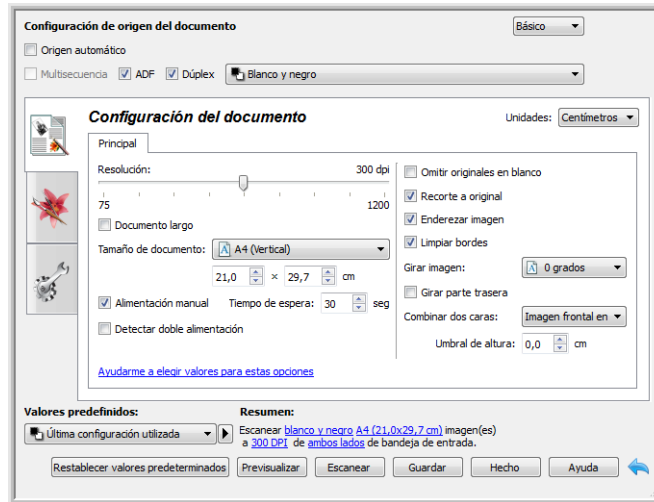 Configuración de origen del documento
Básico
Origen automático
Multisecuencia ADF Dúplex Blanco y negro
Configuración del documento
Unidades: Centímetros
Principal
Resolución: 300 dpi
75 1200
Documento largo
Tamaño de documento: A4 (Vertical)
21,0 × 29,7 cm
Alimentación manual Tiempo de espera: 30 seg
Detectar doble alimentación
Ayudarme a elegir valores para estas opciones
Omitir originales en blanco
Recorte a original
Enderezar imagen
Limpiar bordes
Girar imagen: 0 grados
Girar parte trasera
Combinar dos caras: Imagen frontal en
Umbral de altura: 0,0 cm
Valores predefinidos:
Última configuración utilizada
Resumen:
Escanear blanco y negro A4 (21,0x29,7 cm) imagen(es)
a 300 DPI de ambos lados de bandeja de entrada.
Restablecer valores predeterminados Previsualizar Escanear Guardar Hecho Ayuda